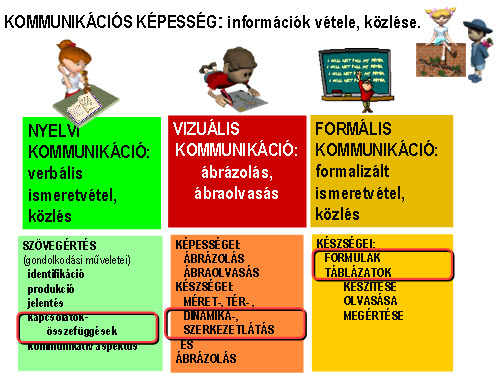 KOMMUNIKÁCIÓS KÉPESSÉG: információk vétele, közlése.
NYELVI
KOMMUNIKÁCIÓ:
verbális
ismeretvétel,
közlés
VIZUÁLIS
KOMMUNIKÁCIÓ:
ábrázolás,
ábraolvasás
FORMÁLIS
KOMMUNIKÁCIÓ:
formalizált
ismeretvétel,
közlés
SZÖVEGÉRTÉS
(gondolkodási műveletei)
identifikáció
produkció
jelentés
kapcsolatok-
összefüggések
kommunikatív aspektus
KÉPESSÉGEI:
ÁBRÁZOLÁS
ÁBRAOLVASÁS
KÉSZSÉGEI:
MÉRET-, TÉR- ,
DINAMIKA-,
SZERKEZETLÁTÁS
ÉS
ÁBRÁZOLÁS
KÉSZSÉGEI:
FORMULÁK
TÁBLÁZATOK
KÉSZÍTÉSE
OLVASÁSA
MEGÉRTÉSE